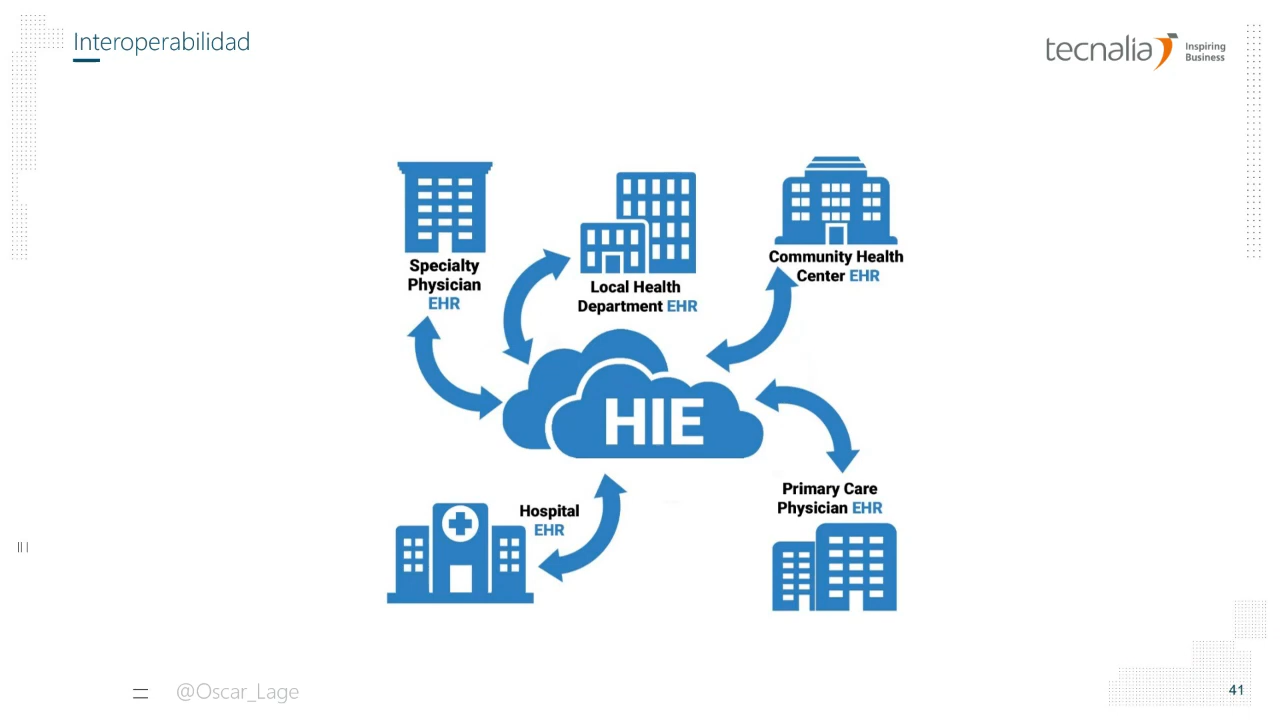 Interoperabilidad
tecnalia Inspiring
Business
Specialty
Physician
EHR
Local Health
Department EHR
Community Health
Center EHR
HIE
Hospital
EHR
Primary Care
Physician EHR
@Oscar_Lage
41